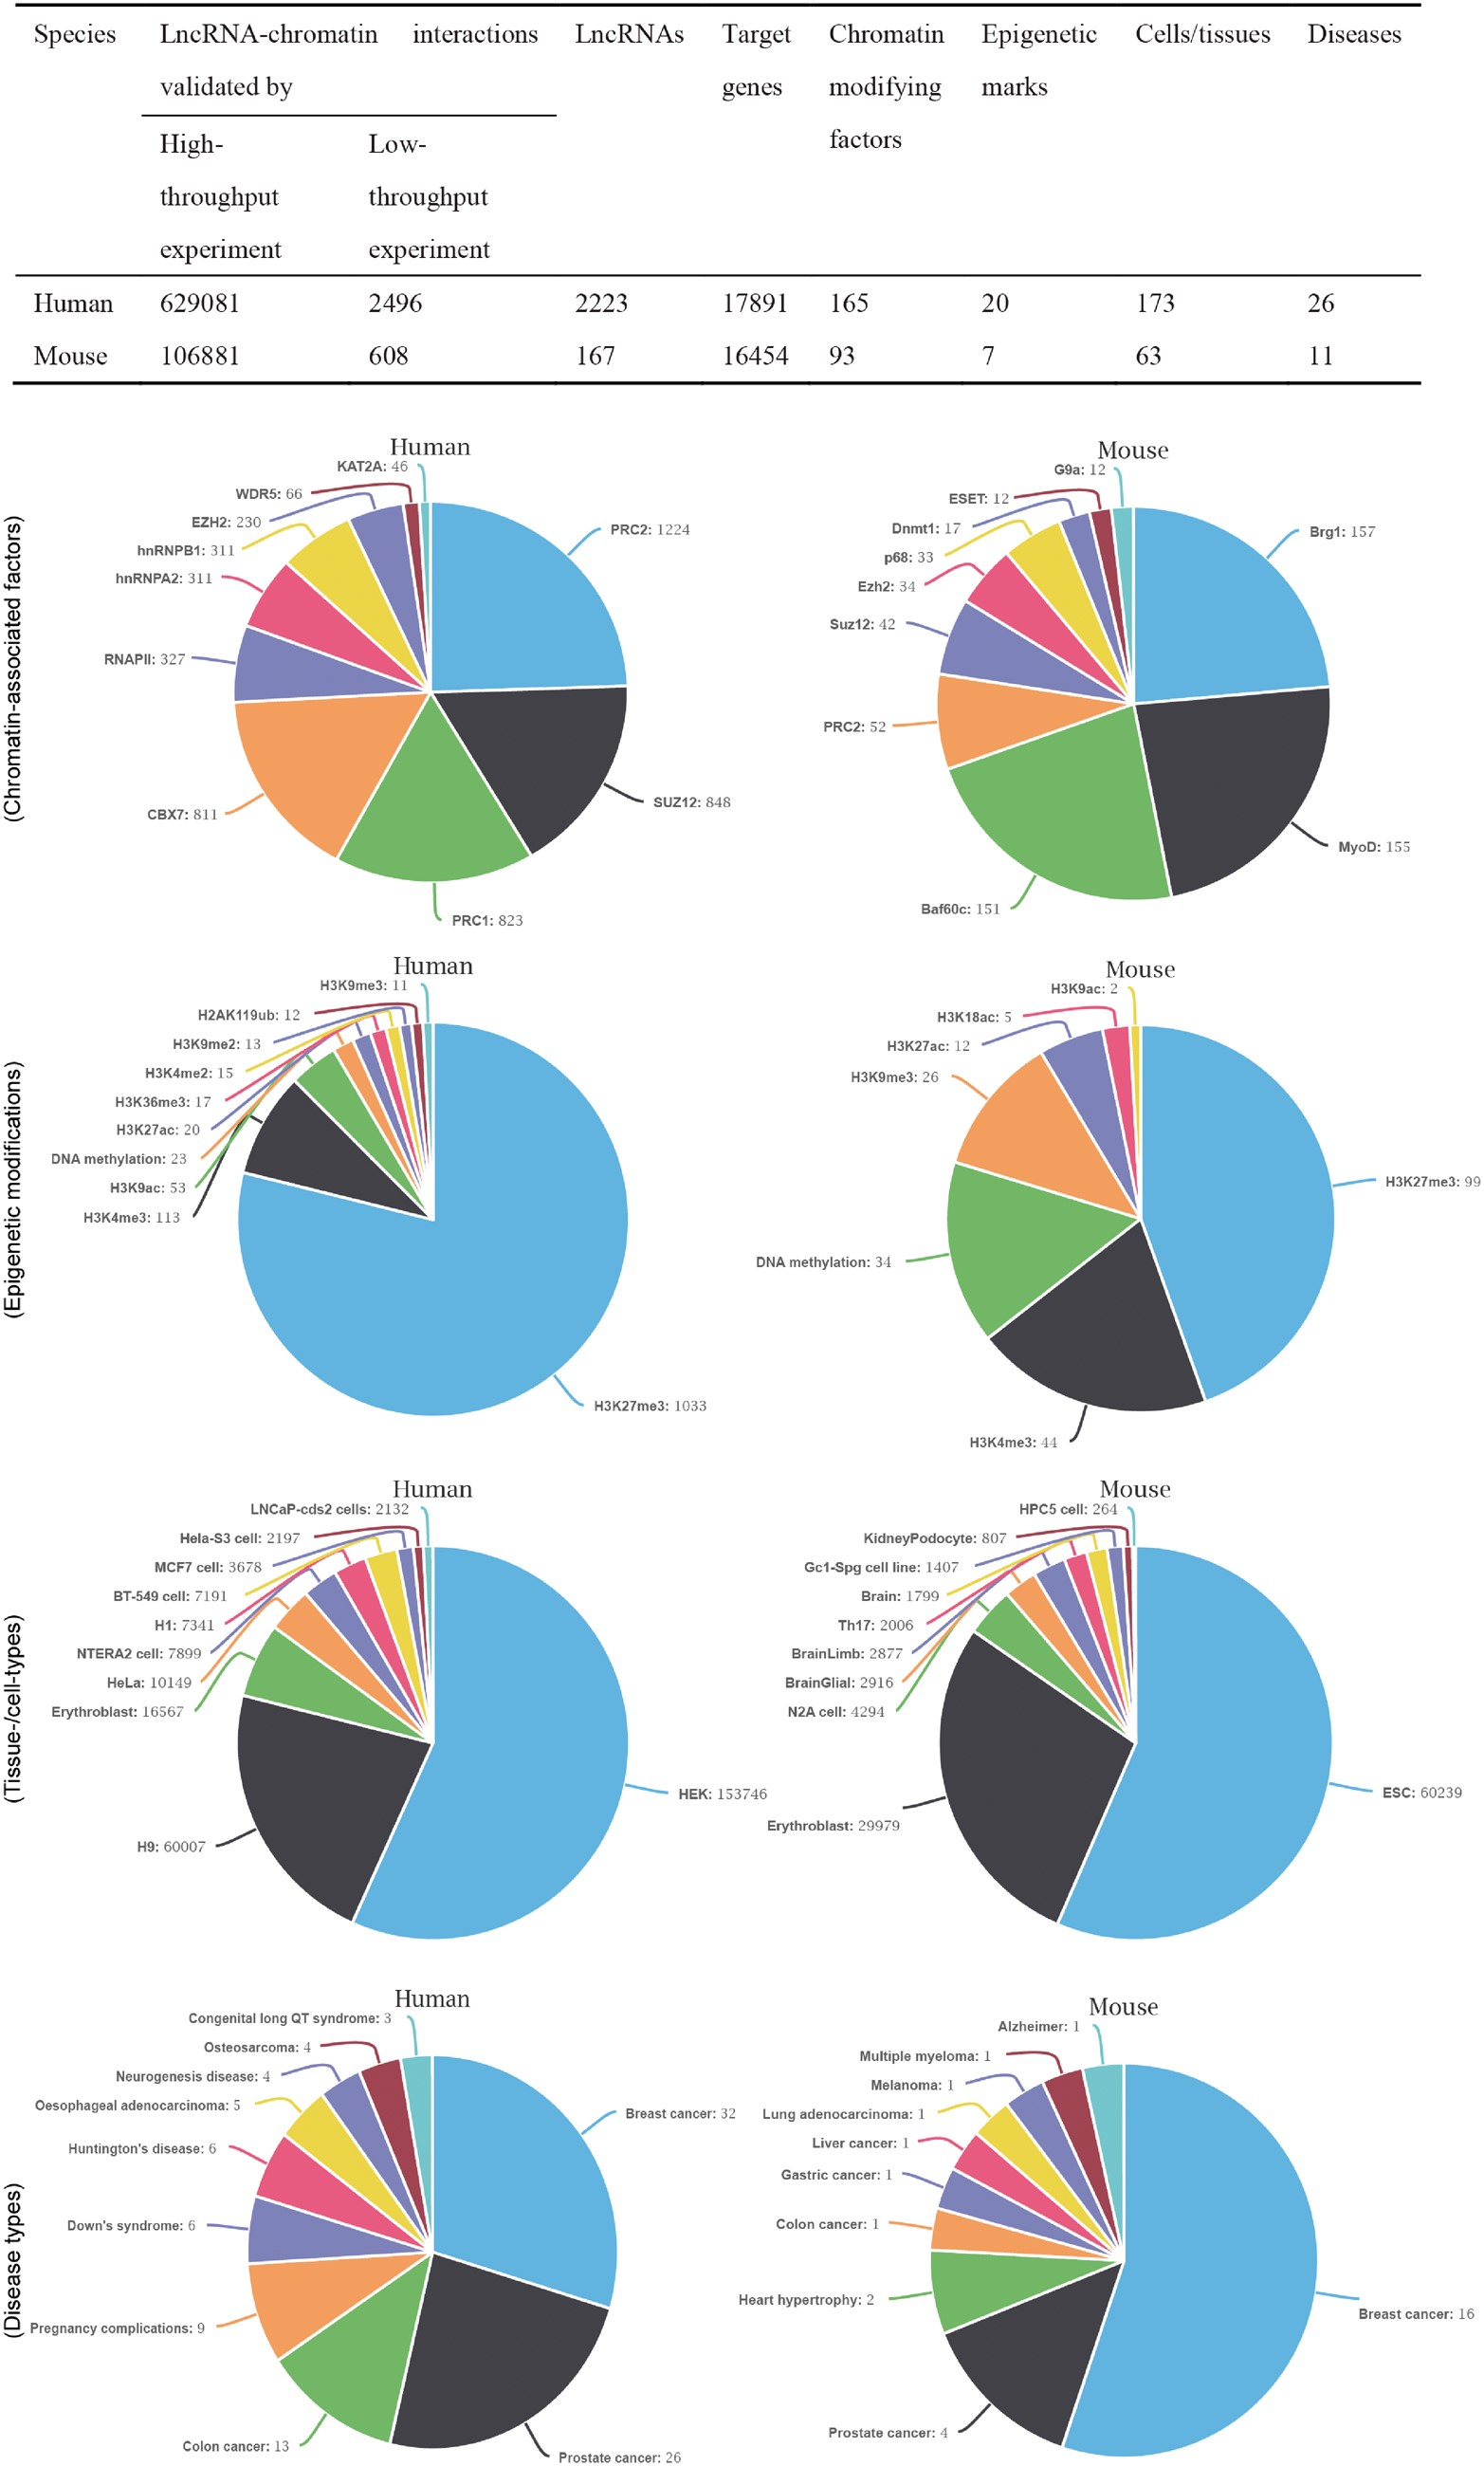 Species LncRNA-chromatin interactions LncRNAs Target Chromatin Epigenetic Cells/tissues Diseases
validated by genes modifying marks
factors
High- Low-
throughput throughput
experiment experiment
Human 629081 2496 2223 17891 165 20 173 26
Mouse 106881 608 167 16454 93 7 63 11
(Chromatin-associated factors)
Human
KAT2A: 46
WDR5: 66
EZH2: 230
hnRNPB1: 311
hnRNPA2: 311
RNAPII: 327
CBX7: 811
PRC1: 823
SUZ12: 848
PRC2: 1224
Mouse
G9a: 12
ESET: 12
Dnmt1: 17
p68: 33
Ezh2: 34
Suz12: 42
PRC2: 52
Baf60c: 151
MyoD: 155
Brg1: 157
(Epigenetic modifications)
Human
H3K9me3: 11
H2AK119ub: 12
H3K9me2: 13
H3K4me2: 15
H3K36me3: 17
H3K27ac: 20
DNA methylation: 23
H3K9ac: 53
H3K4me3: 113
H3K27me3: 1033
Mouse
H3K9ac: 2
H3K18ac: 5
H3K27ac: 12
H3K9me3: 26
DNA methylation: 34
H3K4me3: 44
H3K27me3: 99
(Tissue-/cell-types)
Human
LNCaP-cds2 cells: 2132
Hela-S3 cell: 2197
MCF7 cell: 3678
BT-549 cell: 7191
H1: 7341
NTERA2 cell: 7899
HeLa: 10149
Erythroblast: 16567
H9: 60007
HEK: 153746
Mouse
HPC5 cell: 264
KidneyPodocyte: 807
Gc1-Spg cell line: 1407
Brain: 1799
Th17: 2006
BrainLimb: 2877
BrainGlial: 2916
N2A cell: 4294
Erythroblast: 29979
ESC: 60239
(Disease types)
Human
Congenital long QT syndrome: 3
Osteosarcoma: 4
Neurogenesis disease: 4
Oesophageal adenocarcinoma: 5
Huntington's disease: 6
Down's syndrome: 6
Pregnancy complications: 9
Colon cancer: 13
Prostate cancer: 26
Breast cancer: 32
Mouse
Alzheimer: 1
Multiple myeloma: 1
Melanoma: 1
Lung adenocarcinoma: 1
Liver cancer: 1
Gastric cancer: 1
Colon cancer: 1
Heart hypertrophy: 2
Prostate cancer: 4
Breast cancer: 16